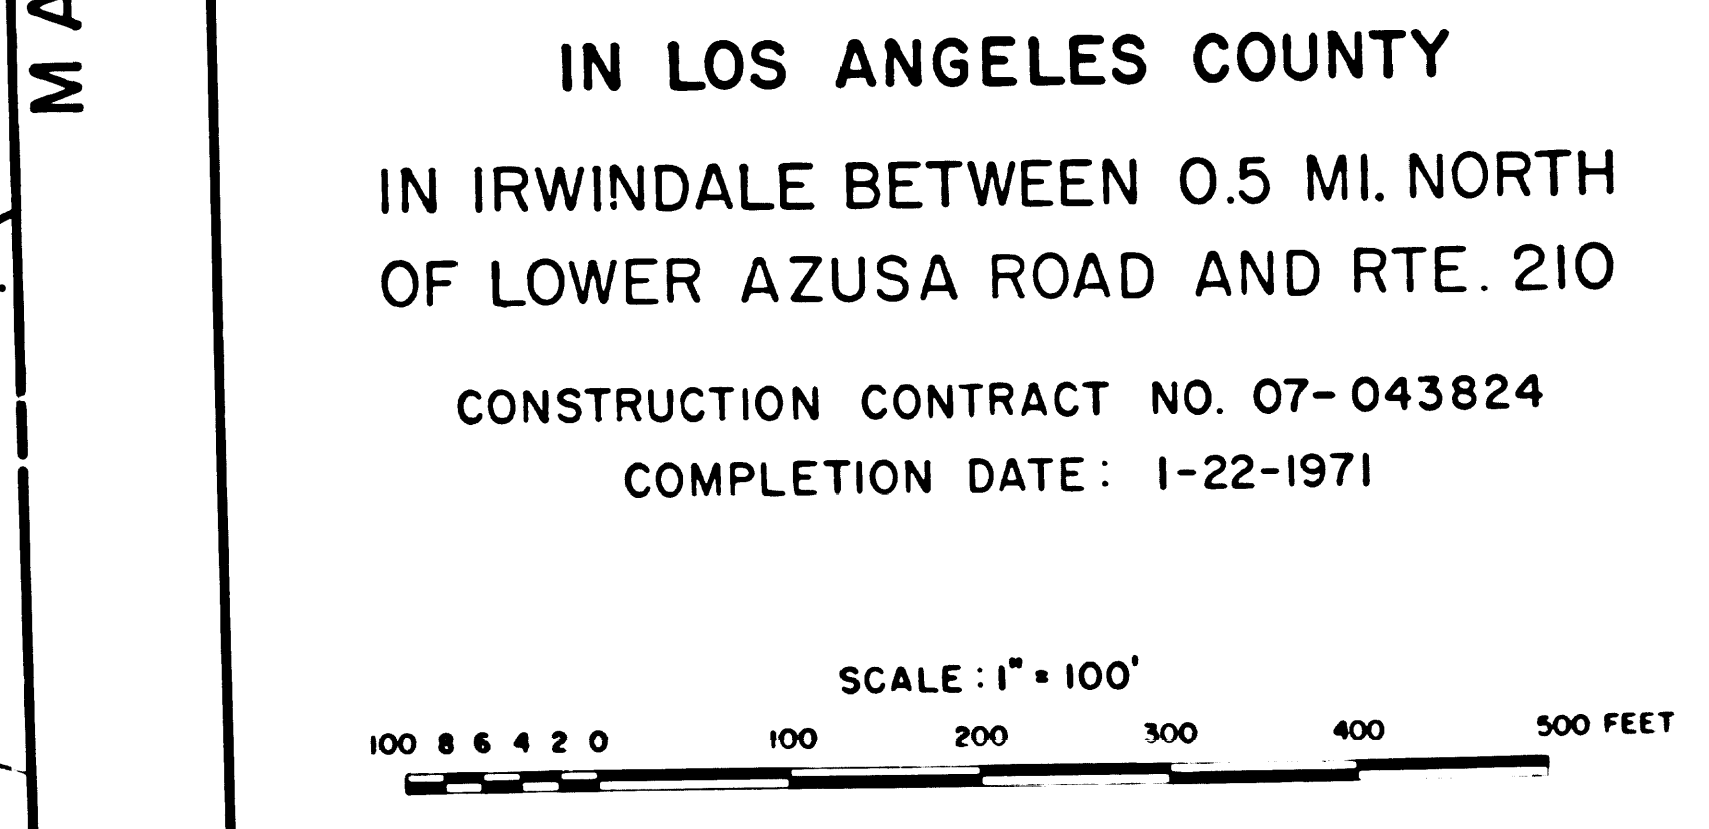 MA
IN LOS ANGELES COUNTY
IN IRWINDALE BETWEEN 0.5 MI. NORTH
OF LOWER AZUSA ROAD AND RTE. 210
CONSTRUCTION CONTRACT NO. 07-043824
COMPLETION DATE: 1-22-1971
SCALE: 1" = 100'
100 8 6 4 2 0 100 200 300 400 500 FEET